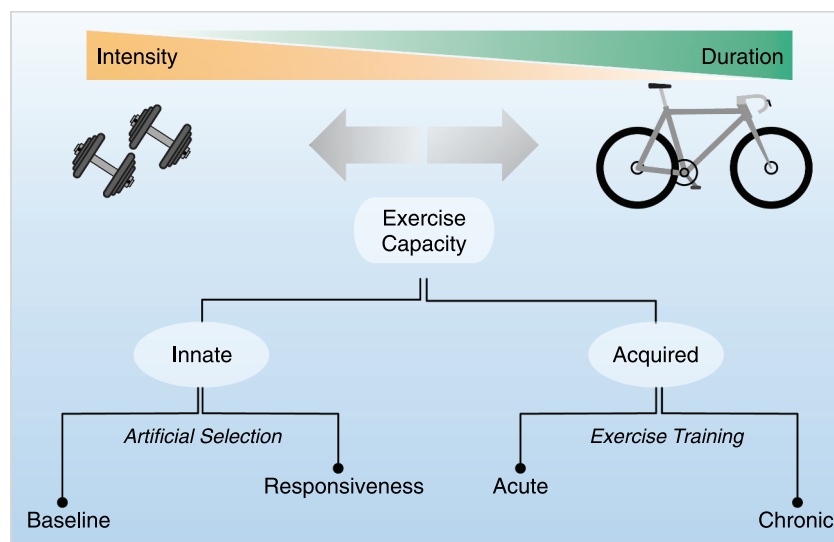 Intensity
Duration
Exercise
Capacity
Innate
Acquired
Artificial Selection
Exercise Training
Responsiveness
Acute
Baseline
Chronic